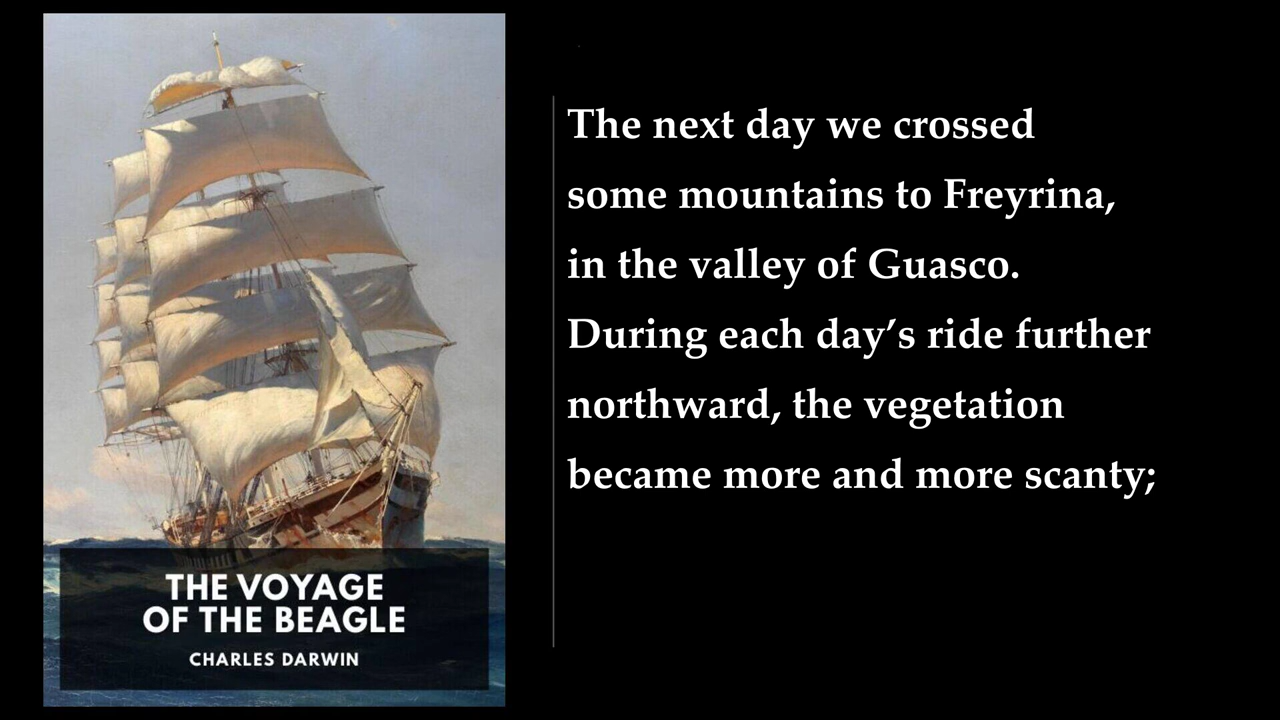 THE VOYAGE
OF THE BEAGLE
CHARLES DARWIN
The next day we crossed
some mountains to Freyrina,
in the valley of Guasco.
During each day’s ride further
northward, the vegetation
became more and more scanty;